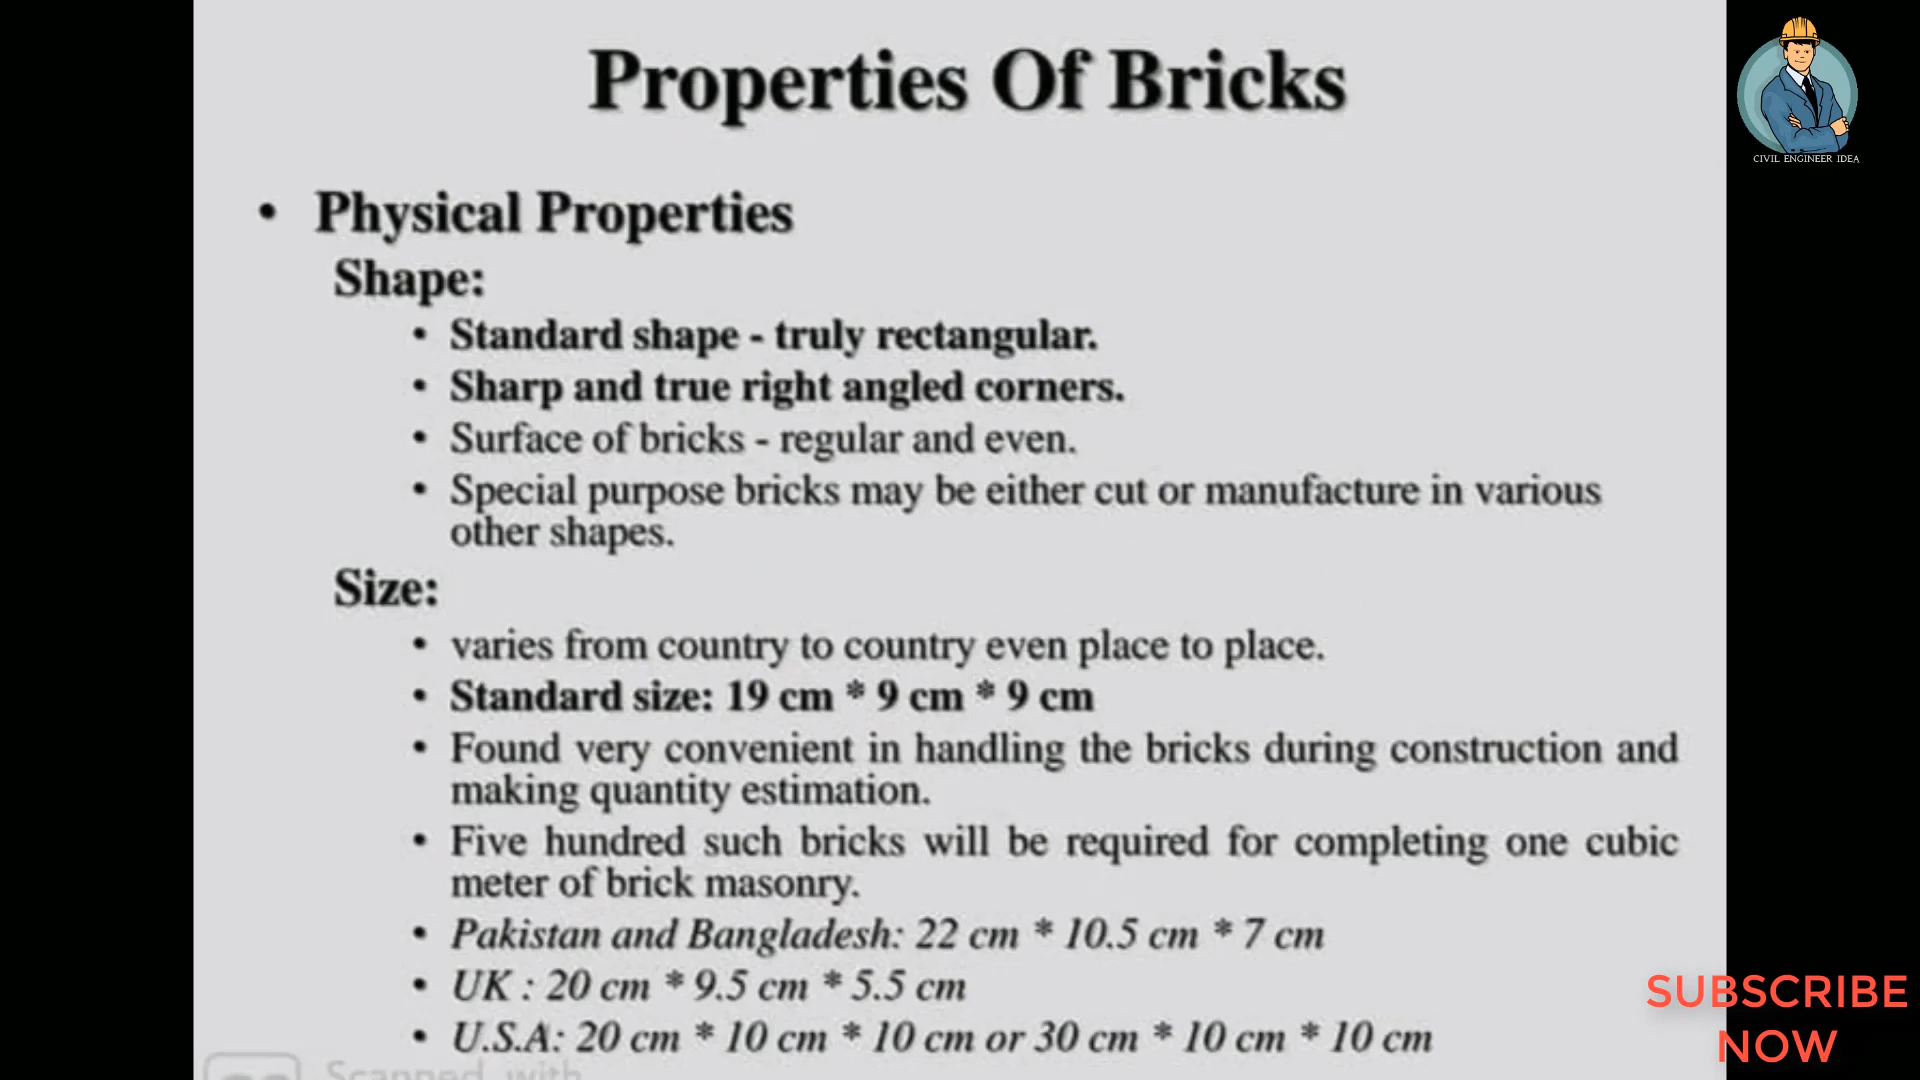 Properties Of Bricks
CIVIL ENGINEER IDEA
• Physical Properties
Shape:
• Standard shape - truly rectangular.
• Sharp and true right angled corners.
• Surface of bricks - regular and even.
• Special purpose bricks may be either cut or manufacture in various
other shapes.
Size:
• varies from country to country even place to place.
• Standard size: 19 cm * 9 cm * 9 cm
• Found very convenient in handling the bricks during construction and
making quantity estimation.
• Five hundred such bricks will be required for completing one cubic
meter of brick masonry.
• Pakistan and Bangladesh: 22 cm * 10.5 cm * 7 cm
• UK : 20 cm * 9.5 cm * 5.5 cm
• U.S.A: 20 cm * 10 cm * 10 cm or 30 cm * 10 cm * 10 cm
SUBSCRIBE
NOW
Scanned with